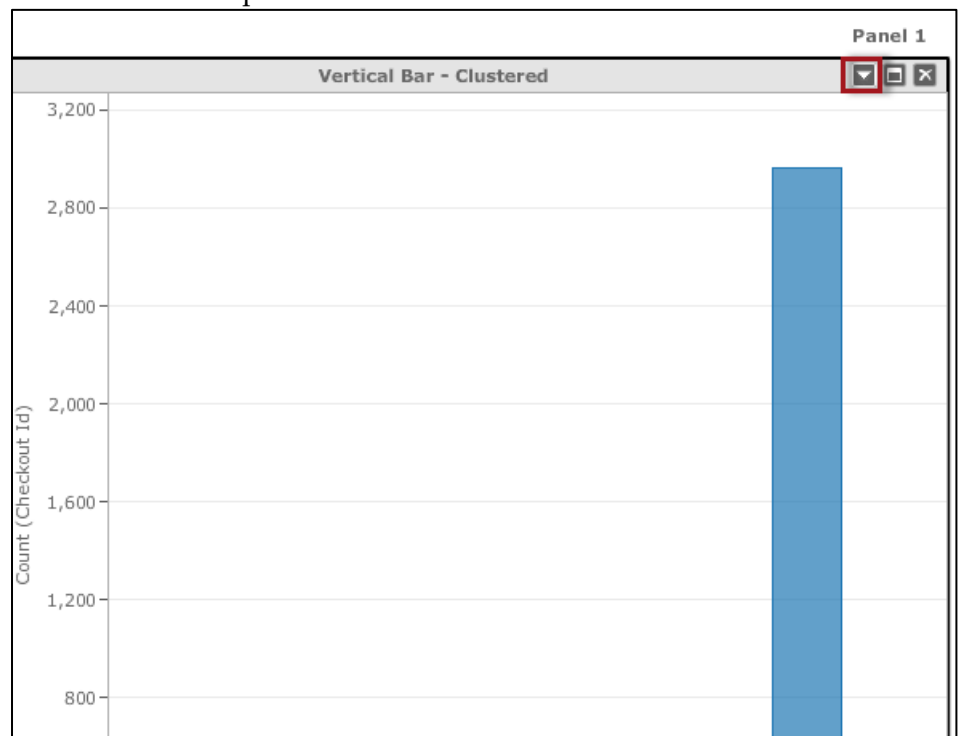 Panel 1
Vertical Bar - Clustered
3,200
2,800
2,400
2,000
1,600
1,200
800
Count (Checkout Id)